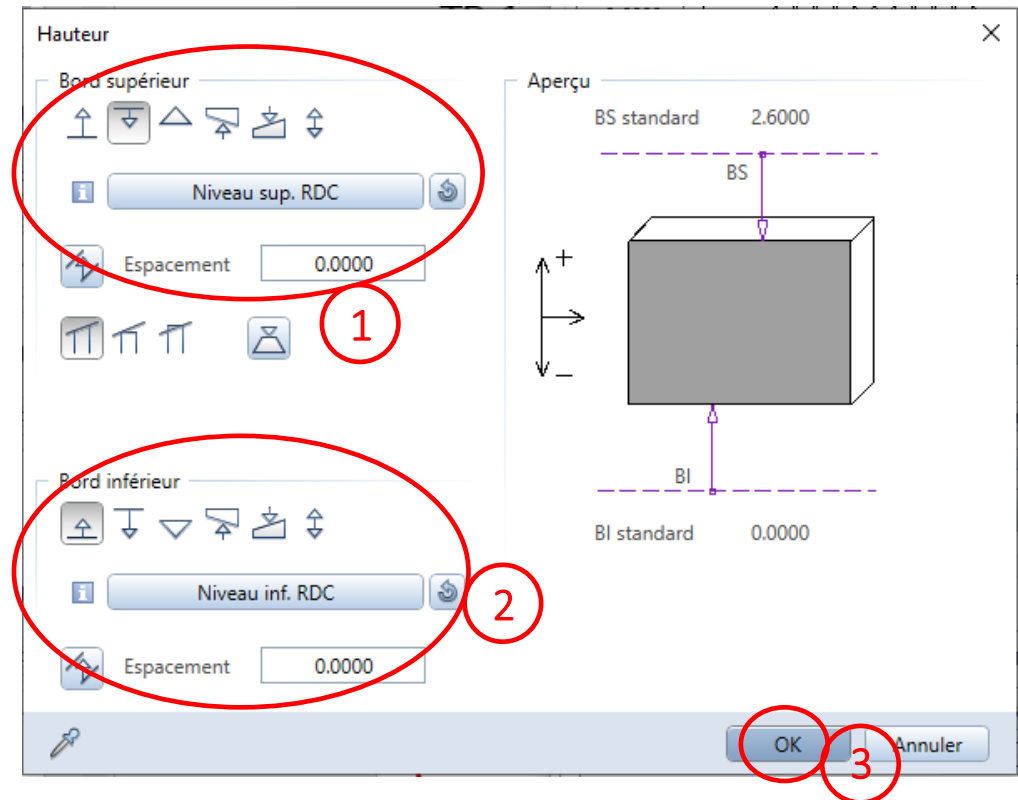 Hauteur
Bord supérieur
Niveau sup. RDC
Espacement 0.0000
1
Bord inférieur
Niveau inf. RDC
2
Espacement 0.0000
Aperçu
BS standard 2.6000
BS
+
–
BI
BI standard 0.0000
OK
3
Annuler